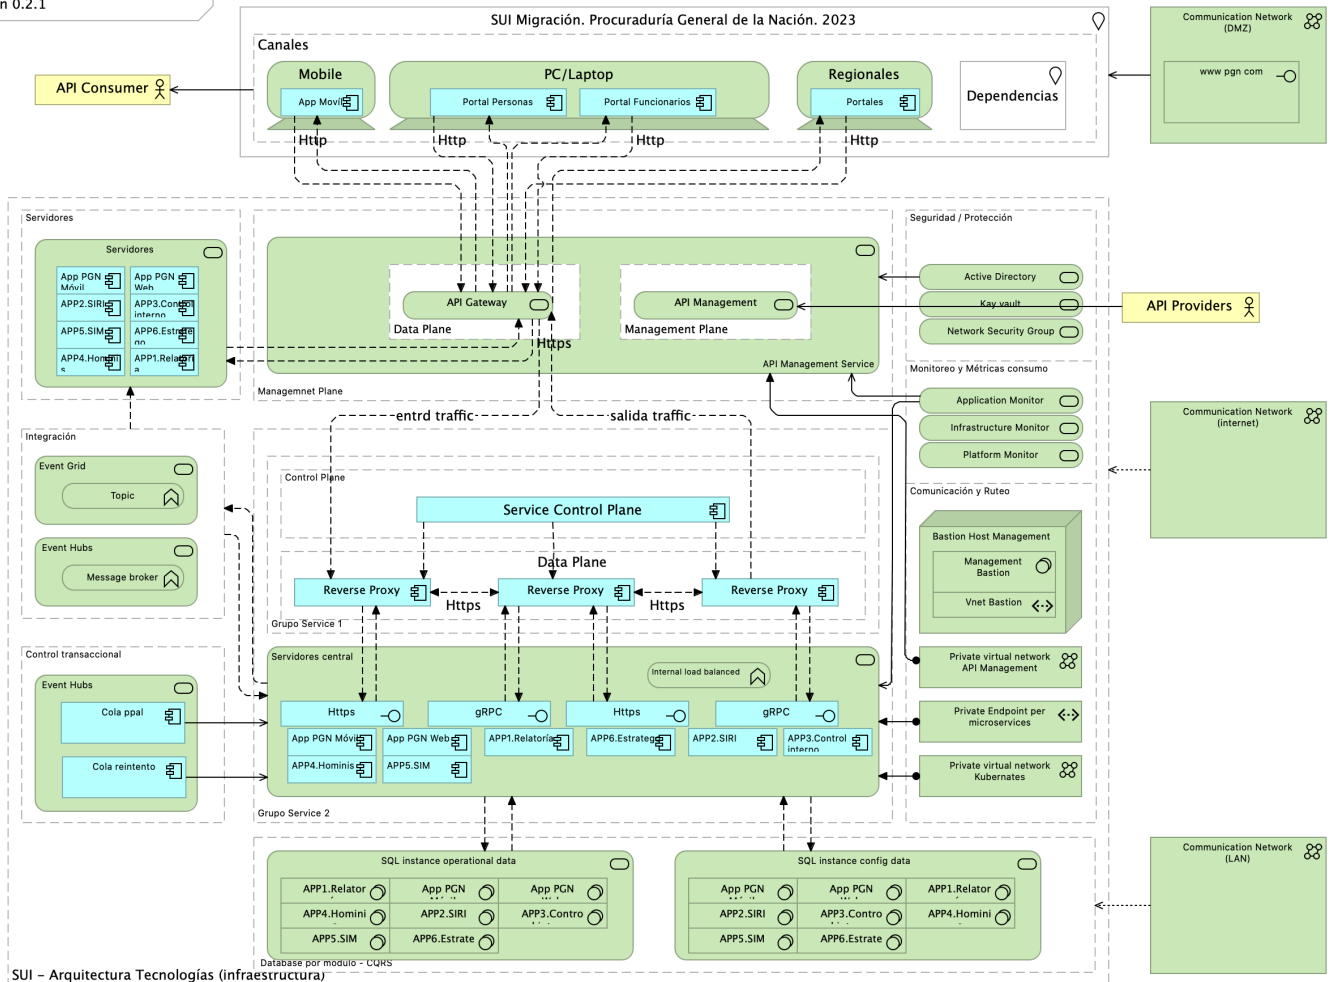 n 0.2.1
SUI Migración. Procuraduría General de la Nación. 2023
Canales
Mobile
App Movíl
PC/Laptop
Portal Personas
Portal Funcionarios
Regionales
Portales
Dependencias
API Consumer
Http
Http
Http
Http
Communication Network
(DMZ)
www pgn com
Servidores
Servidores
App PGN
Móvil
App PGN
Web
APP2.SIRI
APP3.Control
interno
APP5.SIM
APP6.Estrate
go
APP4.Homini
s
APP1.Relatorí
a
API Gateway
Data Plane
API Management
Management Plane
Https
API Management Service
Managemnet Plane
Seguridad / Protección
Active Directory
Kay vault
Network Security Group
API Providers
Monitoreo y Métricas consumo
Application Monitor
Infrastructure Monitor
Platform Monitor
Communication Network
(internet)
entrd traffic
salida traffic
Integración
Event Grid
Topic
Event Hubs
Message broker
Control Plane
Service Control Plane
Data Plane
Reverse Proxy
Https
Reverse Proxy
Https
Reverse Proxy
Grupo Service 1
Comunicación y Ruteo
Bastion Host Management
Management
Bastion
Vnet Bastion
Private virtual network
API Management
Private Endpoint per
microservices
Private virtual network
Kubernates
Control transaccional
Event Hubs
Cola ppal
Cola reintento
Servidores central
Internal load balanced
Https
gRPC
Https
gRPC
App PGN Móvil
App PGN Web
APP1.Relatoría
APP6.Estratego
APP2.SIRI
APP3.Control
interno
APP4.Hominis
APP5.SIM
Grupo Service 2
SQL instance operational data
APP1.Relator
App PGN
App PGN
APP4.Homini
APP2.SIRI
APP3.Contro
APP5.SIM
APP6.Estrate
SQL instance config data
App PGN
App PGN
APP1.Relator
APP2.SIRI
APP3.Contro
APP4.Homini
APP5.SIM
APP6.Estrate
Database por modulo - CQRS
Communication Network
(LAN)
SUI - Arquitectura Tecnologías (infraestructura)